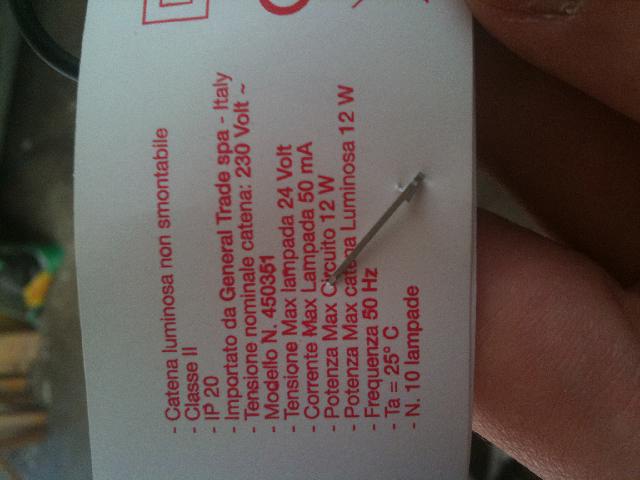 - Catena luminosa non smontabile
- Classe II
- IP 20
- Importato da General Trade spa - Italy
- Tensione nominale catena: 230 Volt ~
- Modello N. 450351
- Tensione Max lampada 24 Volt
- Corrente Max Lampada 50 mA
- Potenza Max Circuito 12 W
- Potenza Max catena Luminosa 12 W
- Frequenza 50 Hz
- Ta = 25° C
- N. 10 lampade